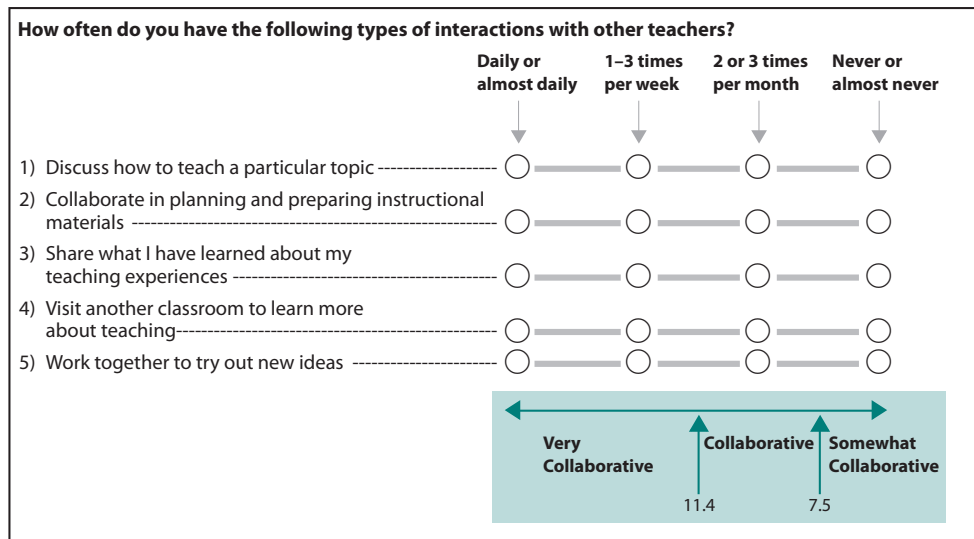 How often do you have the following types of interactions with other teachers?
Daily or almost daily
1–3 times per week
2 or 3 times per month
Never or almost never
1) Discuss how to teach a particular topic
2) Collaborate in planning and preparing instructional
materials
3) Share what I have learned about my
teaching experiences
4) Visit another classroom to learn more
about teaching
5) Work together to try out new ideas
Very
Collaborative
Collaborative
Somewhat
Collaborative
11.4
7.5